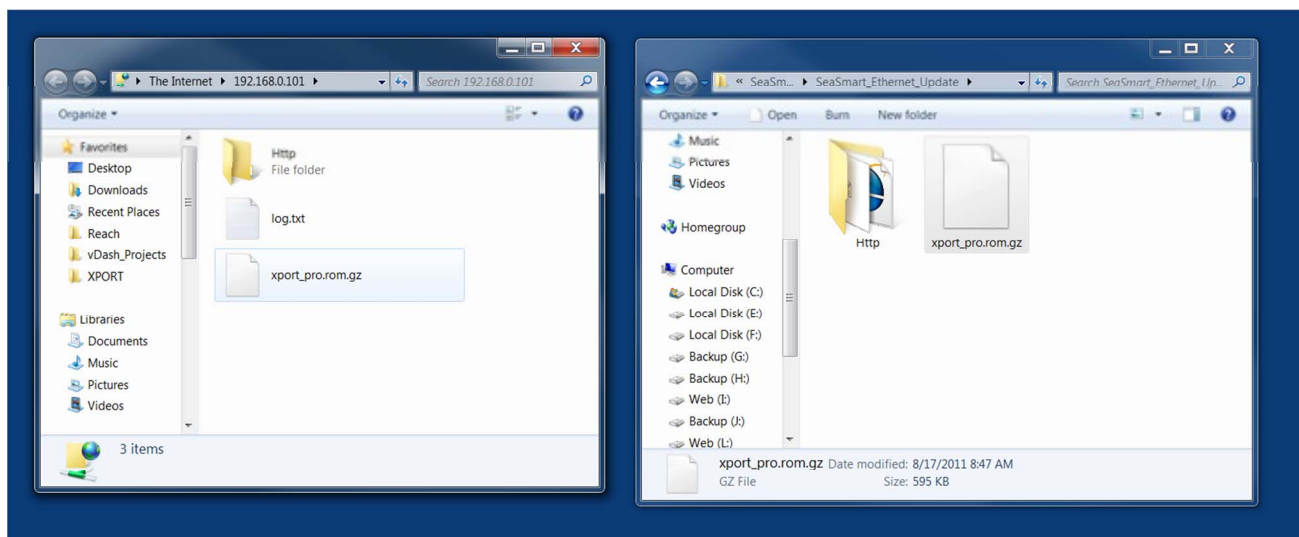 The Internet ▸ 192.168.0.101 ▸
Search 192.168.0.101
Organize
Favorites
Desktop
Downloads
Recent Places
Reach
vDash_Projects
XPORT
Libraries
Documents
Music
Pictures
Videos
Http
File folder
log.txt
xport_pro.rom.gz
3 items
« SeaSm... ▸ SeaSmart_Ethernet_Update ▸
Search SeaSmart_Ethernet_Up...
Organize Open Burn New folder
Music
Pictures
Videos
Homegroup
Computer
Local Disk (C:)
Local Disk (E:)
Local Disk (F:)
Backup (G:)
Backup (H:)
Web (I:)
Backup (J:)
Web (L:)
Http
xport_pro.rom.gz
xport_pro.rom.gz Date modified: 8/17/2011 8:47 AM
GZ File Size: 595 KB